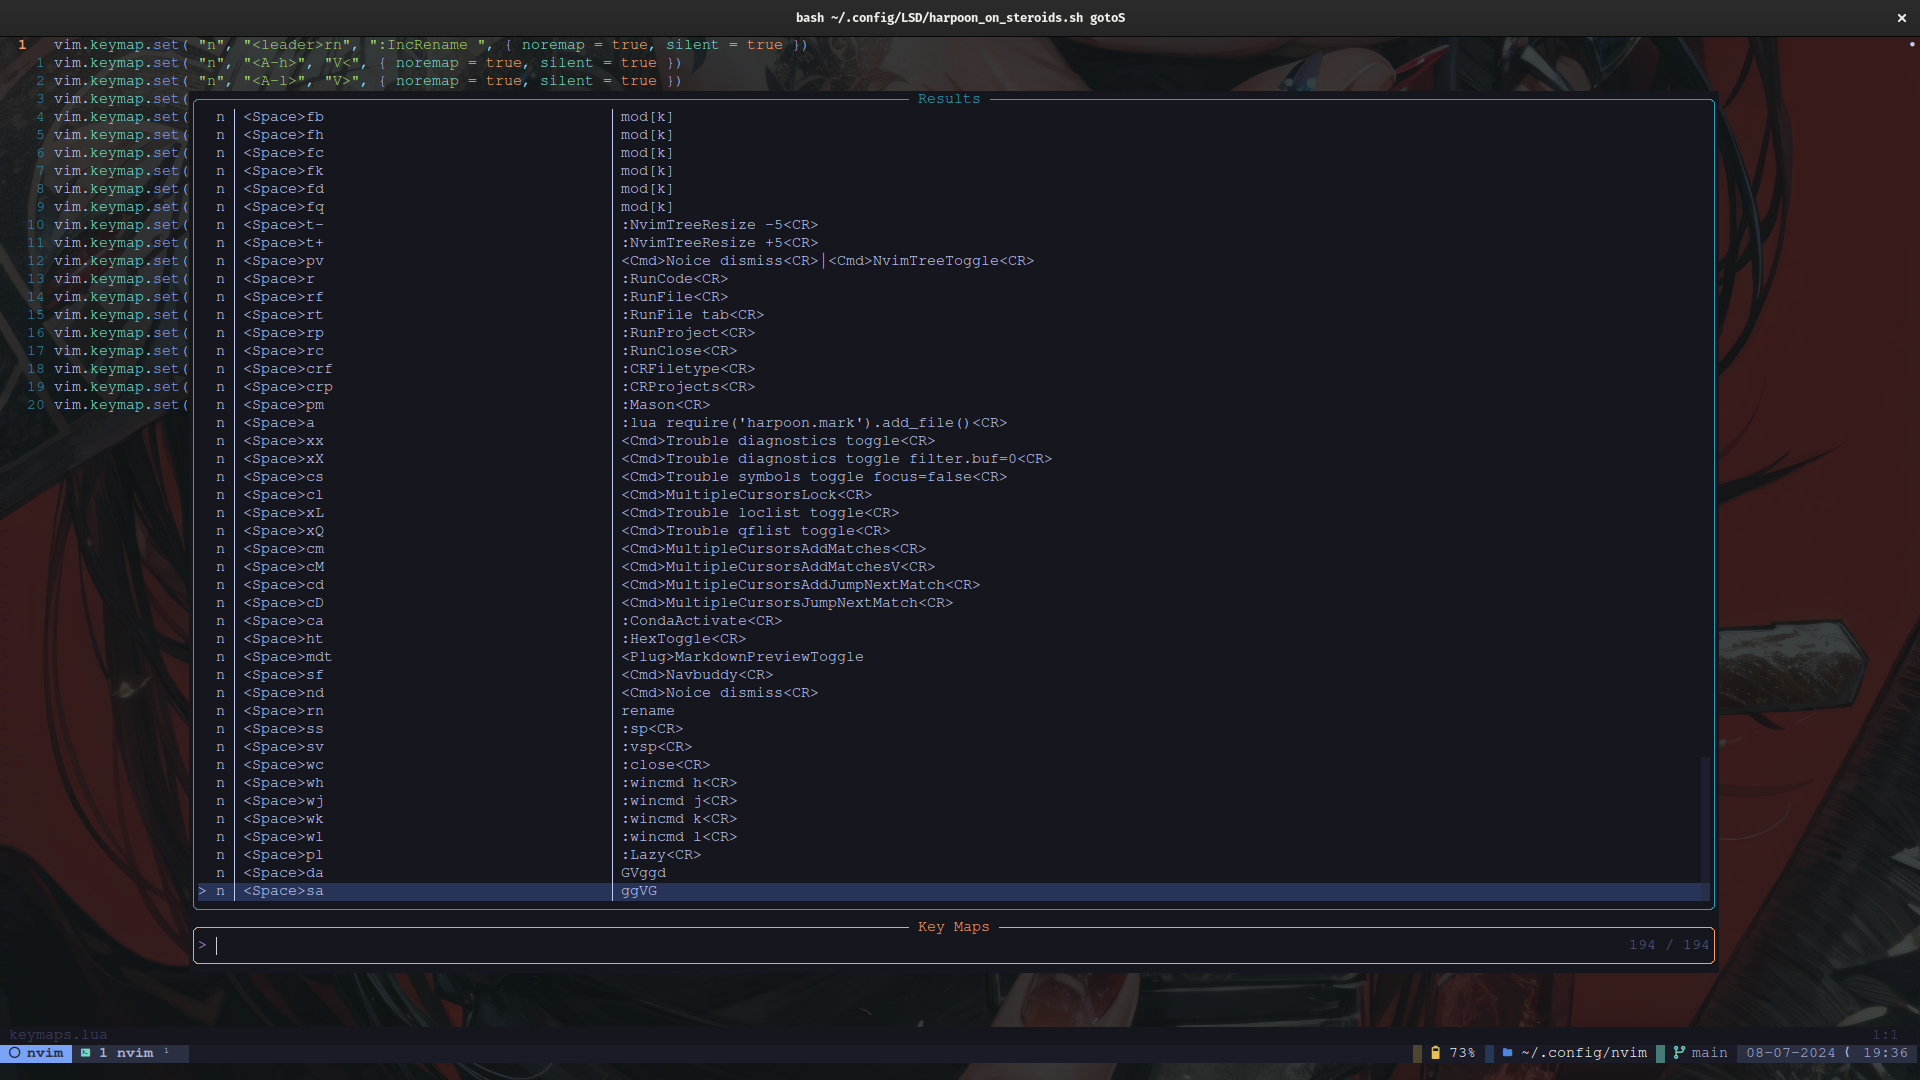 bash ~/.config/LSD/harpoon_on_steroids.sh gotoS
1 vim.keymap.set( "n", "<leader>rn", ":IncRename ", { noremap = true, silent = true })
1 vim.keymap.set( "n", "<A-h>", "V<", { noremap = true, silent = true })
2 vim.keymap.set( "n", "<A-l>", "V>", { noremap = true, silent = true })
3 vim.keymap.set(
Results
4 vim.keymap.set( n <Space>fb mod[k]
5 vim.keymap.set( n <Space>fh mod[k]
6 vim.keymap.set( n <Space>fc mod[k]
7 vim.keymap.set( n <Space>fk mod[k]
8 vim.keymap.set( n <Space>fd mod[k]
9 vim.keymap.set( n <Space>fq mod[k]
10 vim.keymap.set( n <Space>t- :NvimTreeResize -5<CR>
11 vim.keymap.set( n <Space>t+ :NvimTreeResize +5<CR>
12 vim.keymap.set( n <Space>pv <Cmd>Noice dismiss<CR>|<Cmd>NvimTreeToggle<CR>
13 vim.keymap.set( n <Space>r :RunCode<CR>
14 vim.keymap.set( n <Space>rf :RunFile<CR>
15 vim.keymap.set( n <Space>rt :RunFile tab<CR>
16 vim.keymap.set( n <Space>rp :RunProject<CR>
17 vim.keymap.set( n <Space>rc :RunClose<CR>
18 vim.keymap.set( n <Space>crf :CRFiletype<CR>
19 vim.keymap.set( n <Space>crp :CRProjects<CR>
20 vim.keymap.set( n <Space>pm :Mason<CR>
n <Space>a :lua require('harpoon.mark').add_file()<CR>
n <Space>xx <Cmd>Trouble diagnostics toggle<CR>
n <Space>xX <Cmd>Trouble diagnostics toggle filter.buf=0<CR>
n <Space>cs <Cmd>Trouble symbols toggle focus=false<CR>
n <Space>cl <Cmd>MultipleCursorsLock<CR>
n <Space>xL <Cmd>Trouble loclist toggle<CR>
n <Space>xQ <Cmd>Trouble qflist toggle<CR>
n <Space>cm <Cmd>MultipleCursorsAddMatches<CR>
n <Space>cM <Cmd>MultipleCursorsAddMatchesV<CR>
n <Space>cd <Cmd>MultipleCursorsAddJumpNextMatch<CR>
n <Space>cD <Cmd>MultipleCursorsJumpNextMatch<CR>
n <Space>ca :CondaActivate<CR>
n <Space>ht :HexToggle<CR>
n <Space>mdt <Plug>MarkdownPreviewToggle
n <Space>sf <Cmd>Navbuddy<CR>
n <Space>nd <Cmd>Noice dismiss<CR>
n <Space>rn rename
n <Space>ss :sp<CR>
n <Space>sv :vsp<CR>
n <Space>wc :close<CR>
n <Space>wh :wincmd h<CR>
n <Space>wj :wincmd j<CR>
n <Space>wk :wincmd k<CR>
n <Space>wl :wincmd l<CR>
n <Space>pl :Lazy<CR>
n <Space>da GVggd
> n <Space>sa ggVG
Key Maps
> 194 / 194
keymaps.lua 1:1
nvim 1 nvim ¹ 73% ~/.config/nvim main 08-07-2024 ( 19:36